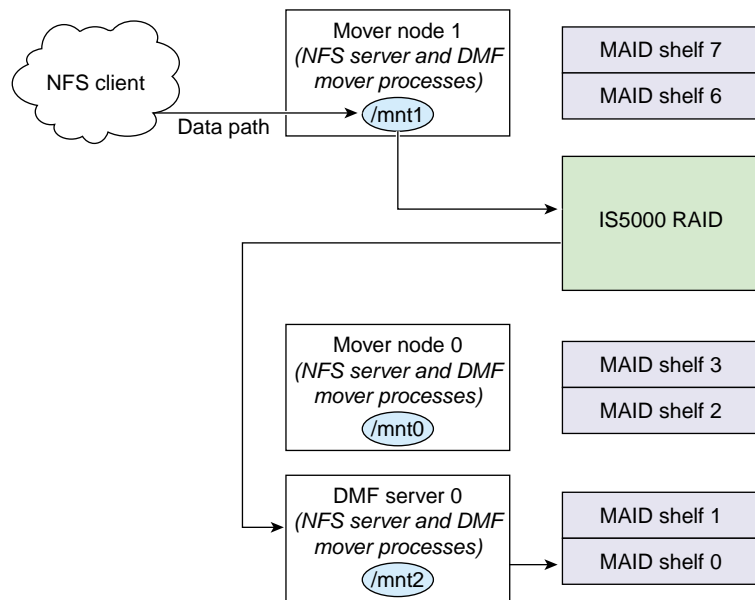 Mover node 1
(NFS server and DMF
mover processes)
/mnt1
NFS client
Data path
MAID shelf 7
MAID shelf 6
IS5000 RAID
Mover node 0
(NFS server and DMF
mover processes)
/mnt0
MAID shelf 3
MAID shelf 2
DMF server 0
(NFS server and DMF
mover processes)
/mnt2
MAID shelf 1
MAID shelf 0